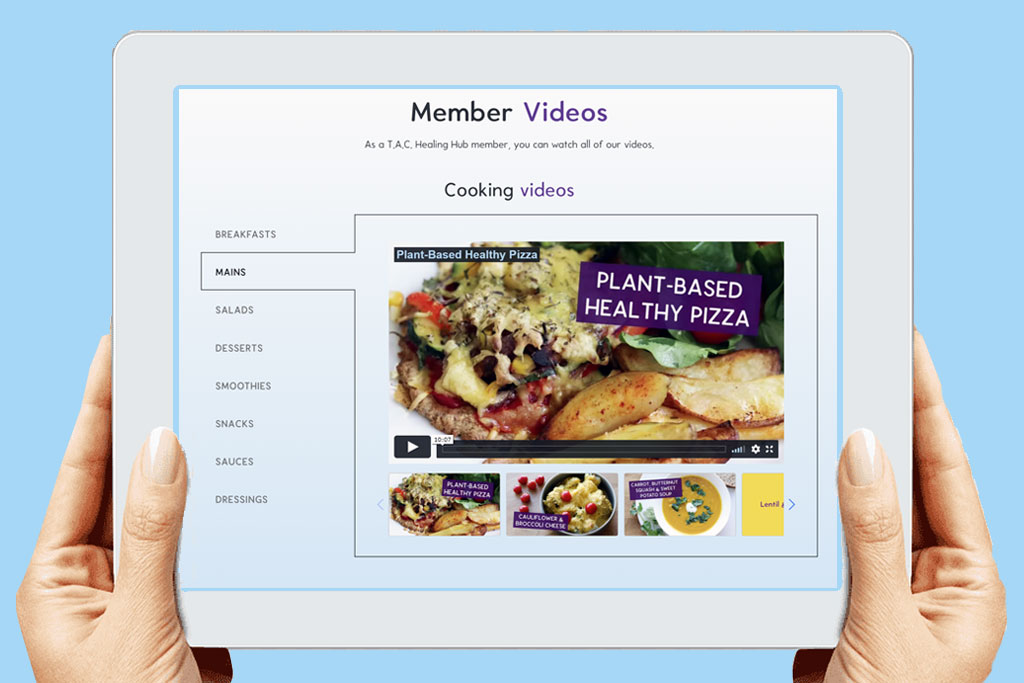 Member Videos
As a T.A.C. Healing Hub member, you can watch all of our videos.
Cooking videos
BREAKFASTS
MAINS
SALADS
DESSERTS
SMOOTHIES
SNACKS
SAUCES
DRESSINGS
Plant-Based Healthy Pizza
PLANT-BASED
HEALTHY PIZZA
10:07
PLANT-BASED
HEALTHY PIZZA
CAULIFLOWER &
BROCCOLI CHEESE
CARROT, BUTTERNUT
SQUASH & SWEET
POTATO SOUP
Lentil